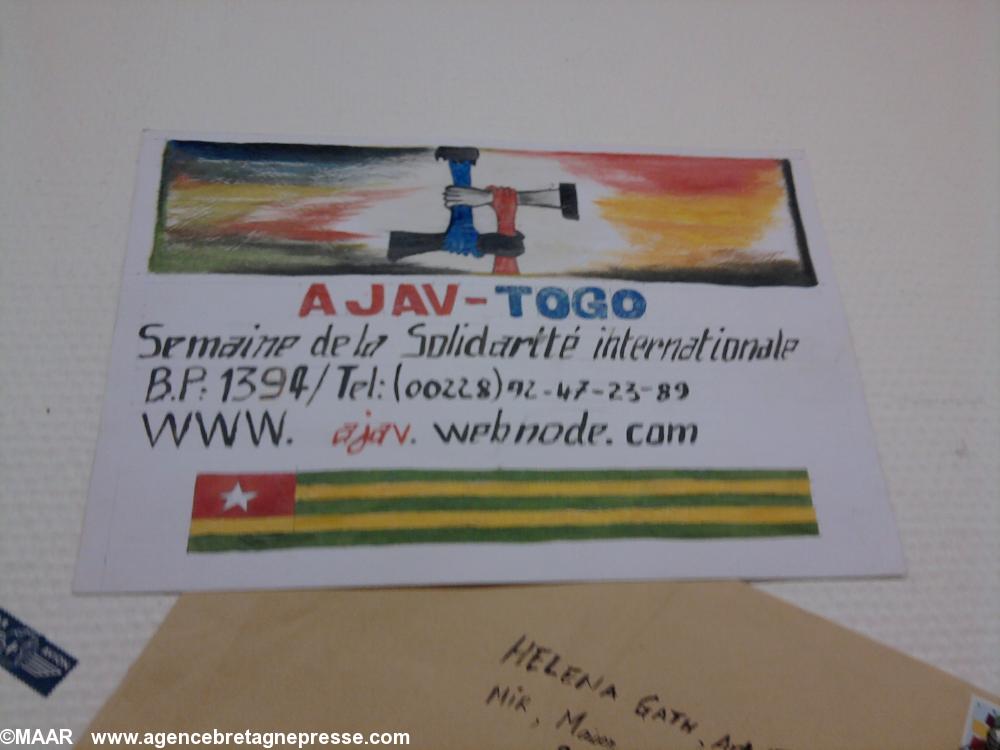 AJAV-TOGO
Semaine de la Solidarité internationale
B.P: 1394/Tel: (00228) 92-47-23-89
WWW. ajav. webnode. com
HELENA GATH,
MIR,
©MAAR www.agencebretagnepresse.com